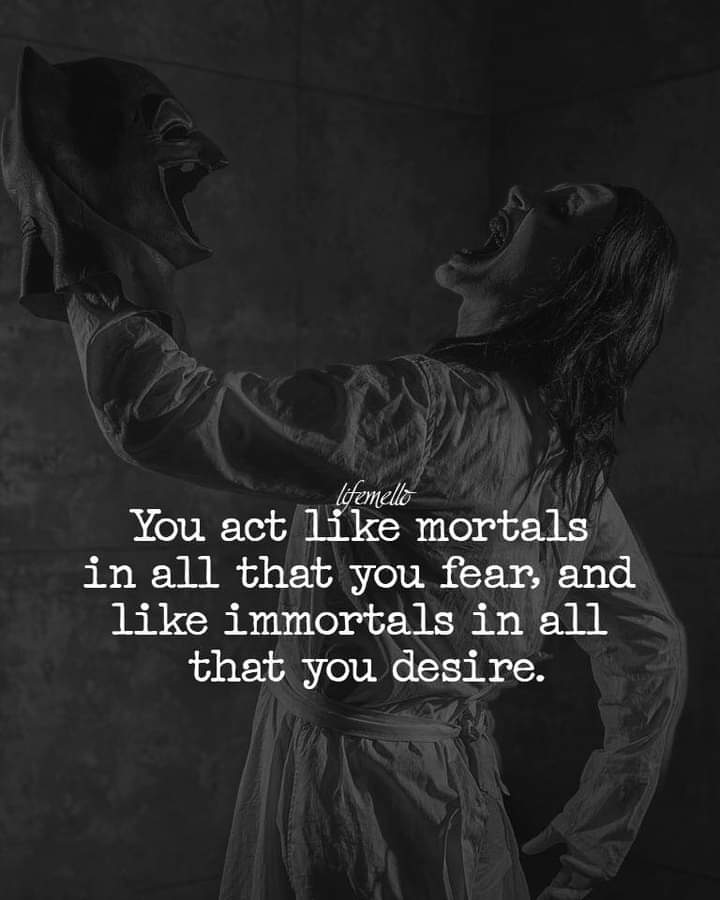 lifemello
You act like mortals
in all that you fear, and
like immortals in all
that you desire.